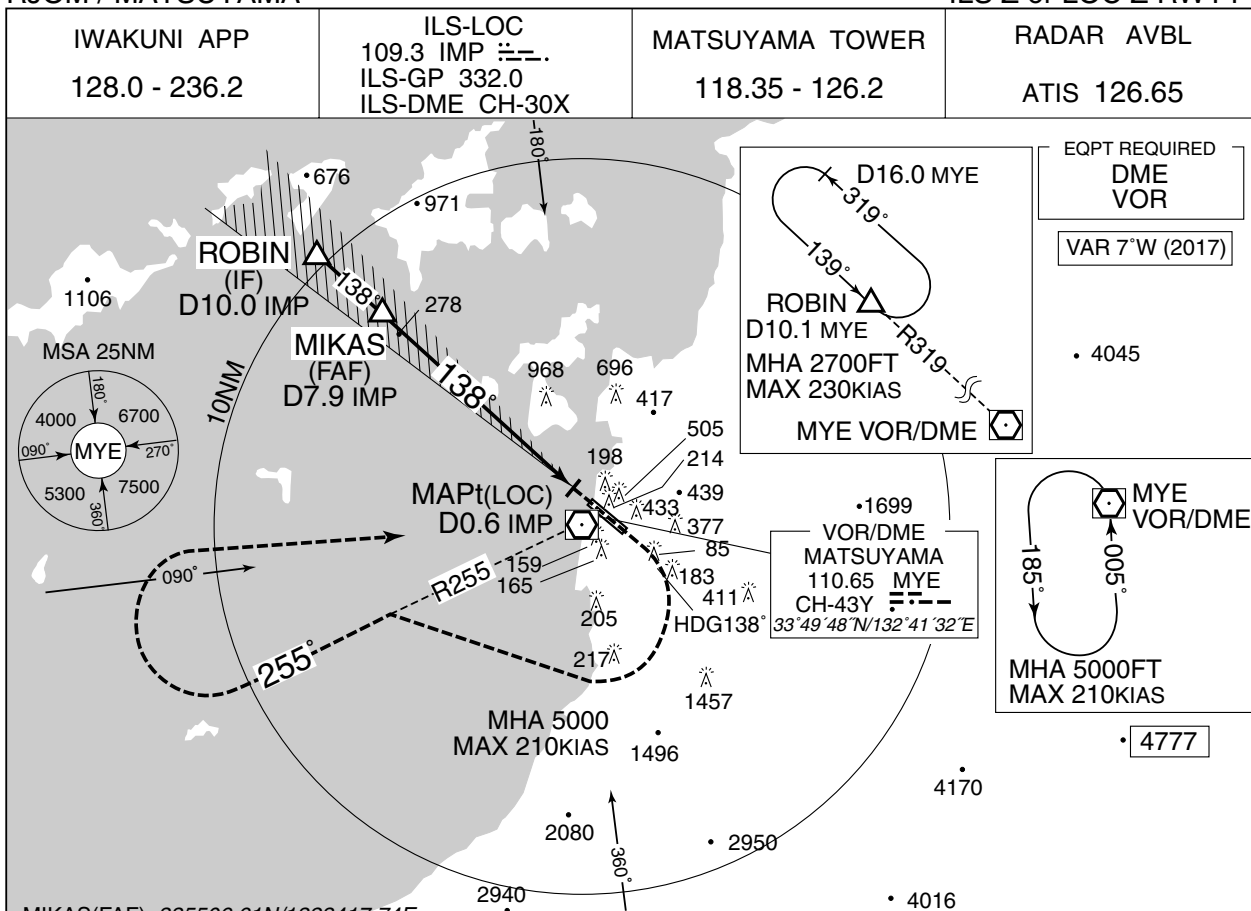 RJOM / MATSUYAMA
ILS Z or LOC Z RWY14
IWAKUNI APP
128.0 - 236.2
ILS-LOC
109.3 IMP
ILS-GP 332.0
ILS-DME CH-30X
MATSUYAMA TOWER
118.35 - 126.2
RADAR AVBL
ATIS 126.65
180°
676
971
D16.0 MYE
319°
139°
ROBIN
D10.1 MYE
R319
MHA 2700FT
MAX 230KIAS
MYE VOR/DME
EQPT REQUIRED
DME
VOR
VAR 7°W (2017)
ROBIN
(IF)
D10.0 IMP
138°
1106
278
MIKAS
(FAF)
D7.9 IMP
138°
10NM
MSA 25NM
180°
4000
6700
090°
MYE
270°
5300
7500
360°
4045
968
696
417
505
214
198
439
433
377
MAPt(LOC)
D0.6 IMP
85
159
165
183
411
205
HDG138°
217
1457
1699
VOR/DME
MATSUYAMA
110.65 MYE
CH-43Y
33°49´48˝N/132°41´32˝E
MYE
VOR/DME
185°
005°
MHA 5000FT
MAX 210KIAS
090°
R255
255°
MHA 5000
MAX 210KIAS
1496
4777
4170
2080
2950
360°
2940
4016